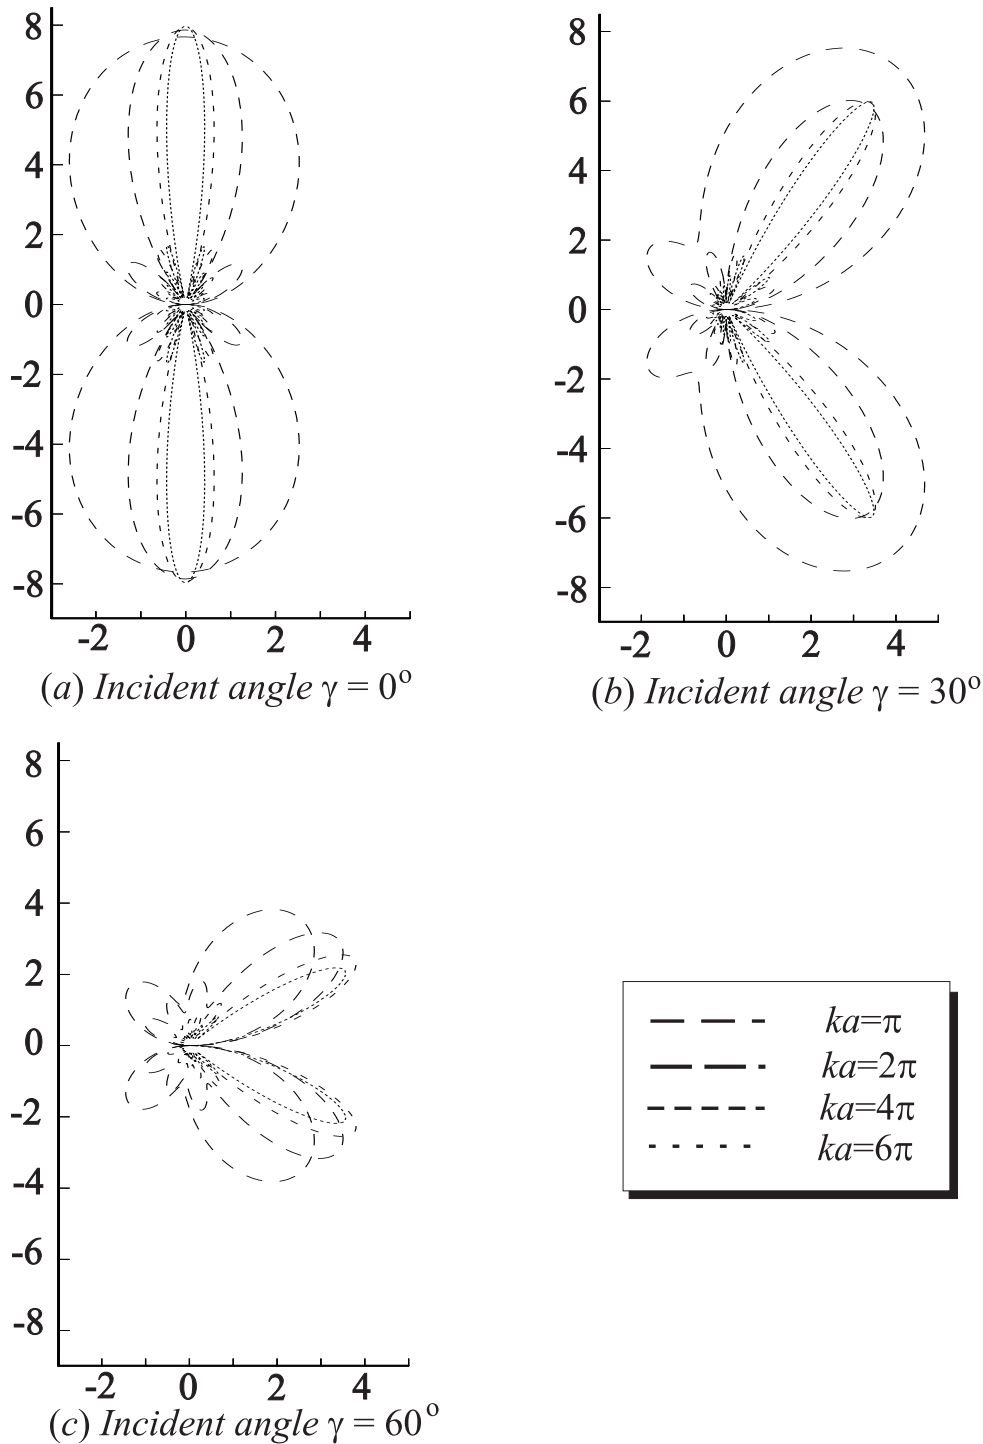 8
6
4
2
0
-2
-4
-6
-8
-2 0 2 4
(a) Incident angle γ = 0°
8
6
4
2
0
-2
-4
-6
-8
-2 0 2 4
(b) Incident angle γ = 30°
8
6
4
2
0
-2
-4
-6
-8
-2 0 2 4
(c) Incident angle γ = 60°
ka=π
ka=2π
ka=4π
ka=6π